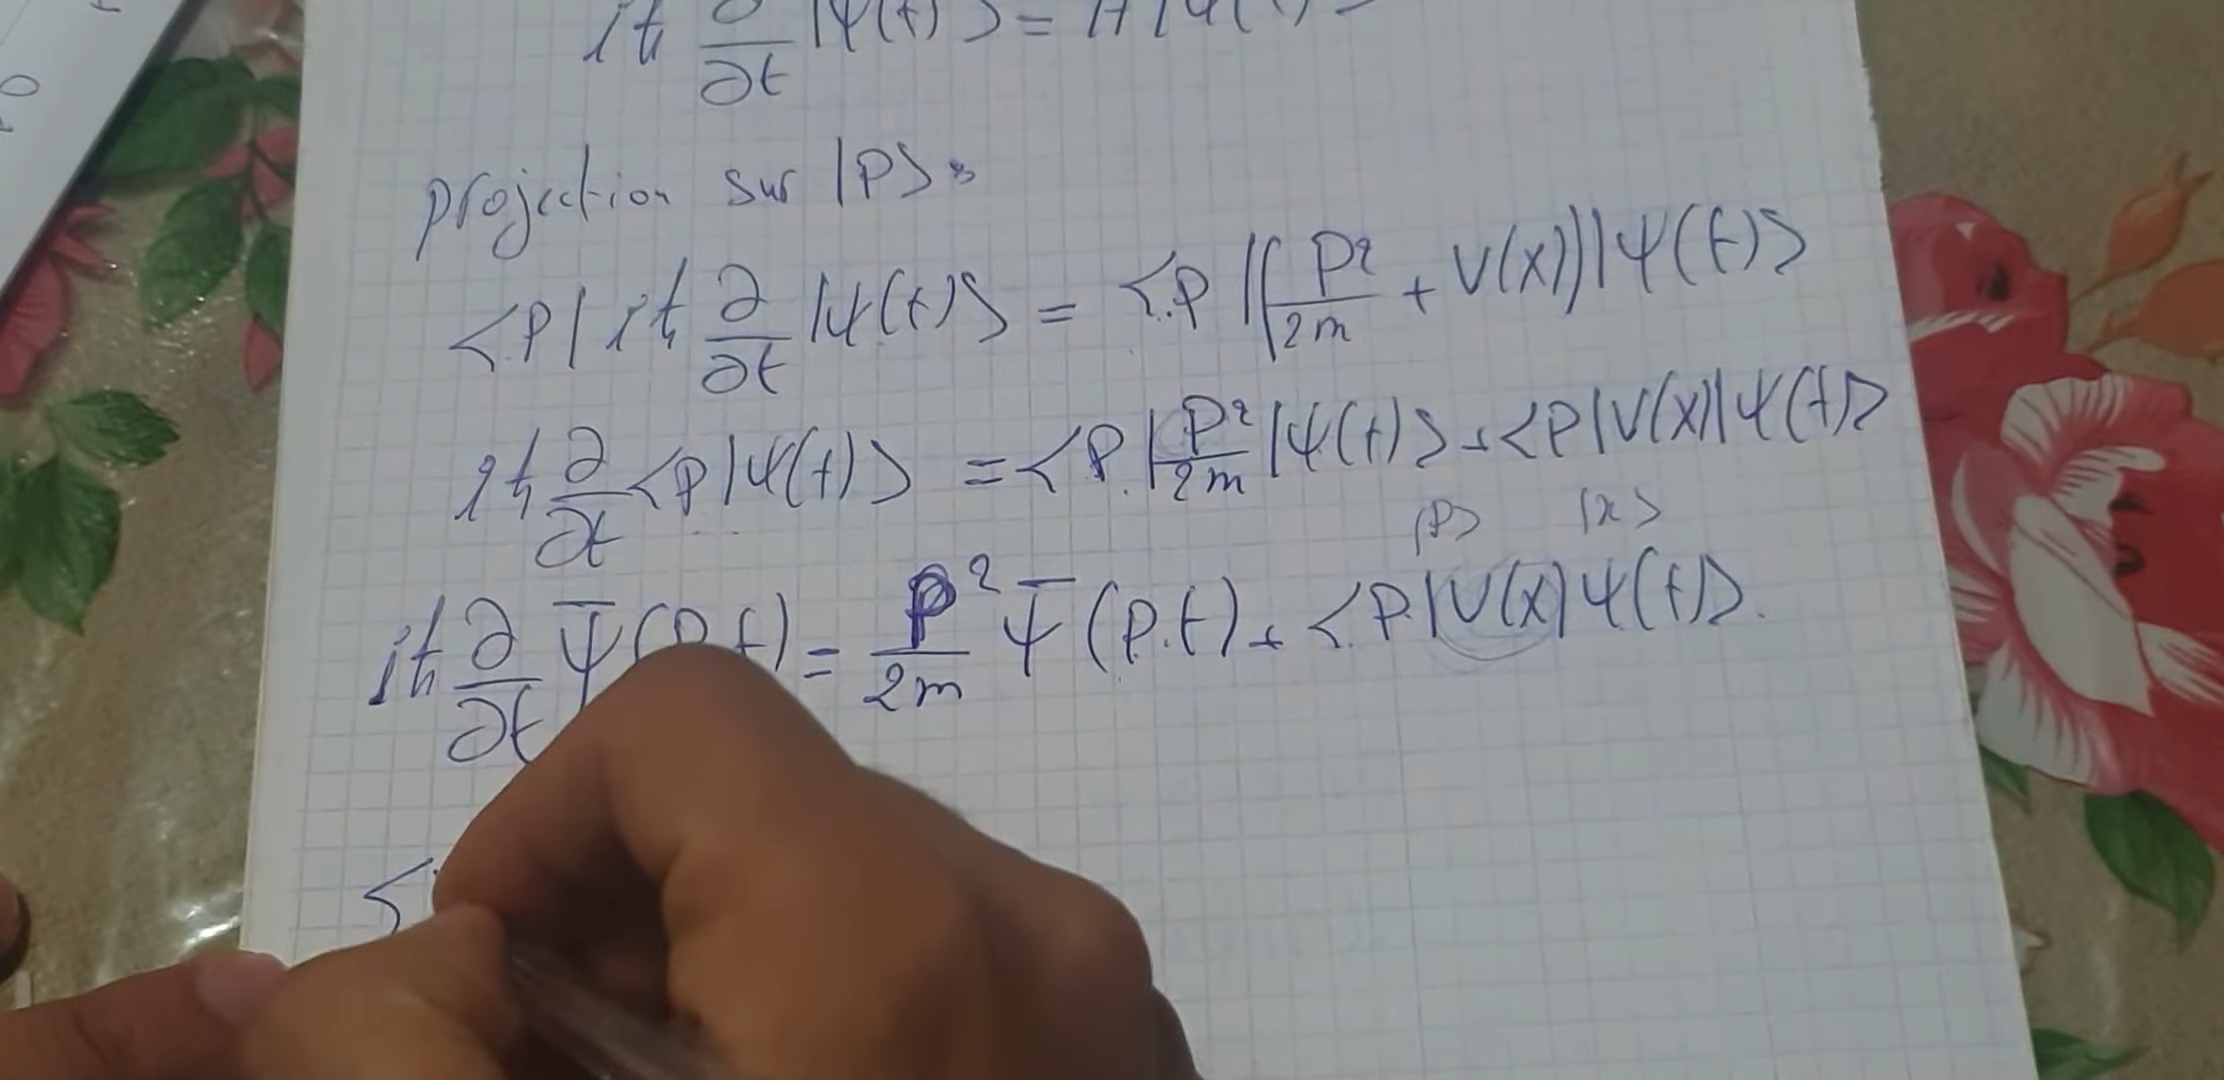 iħ ∂/∂t |Ψ(t)> = H |Ψ(t)>
projection sur |P> :
<P| iħ ∂/∂t |Ψ(t)> = <P |(P²/2m + V(x))|Ψ(t)>
iħ ∂/∂t <P|Ψ(t)> = <P|P²/2m|Ψ(t)> + <P|V(x)|Ψ(t)>
|P> |x>
iħ ∂/∂t Ψ̅(P.t) = P²/2m Ψ̅(P.t) + <P|V(x)|Ψ(t)>.
<